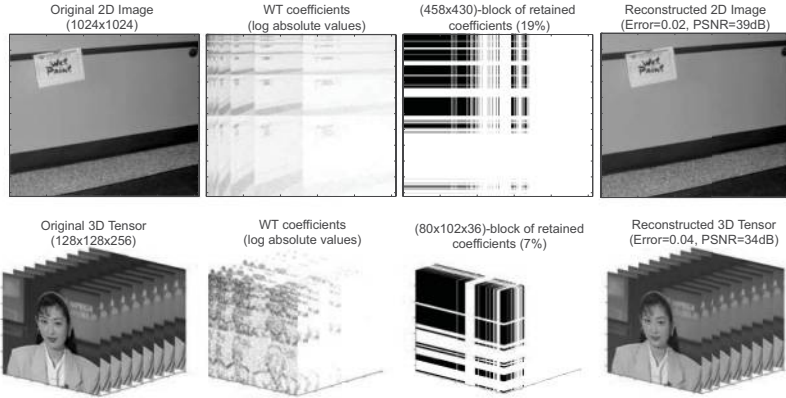 Original 2D Image
(1024x1024)
WT coefficients
(log absolute values)
(458x430)-block of retained
coefficients (19%)
Reconstructed 2D Image
(Error=0.02, PSNR=39dB)
Wet
Paint
Wet
Paint
Original 3D Tensor
(128x128x256)
WT coefficients
(log absolute values)
(80x102x36)-block of retained
coefficients (7%)
Reconstructed 3D Tensor
(Error=0.04, PSNR=34dB)